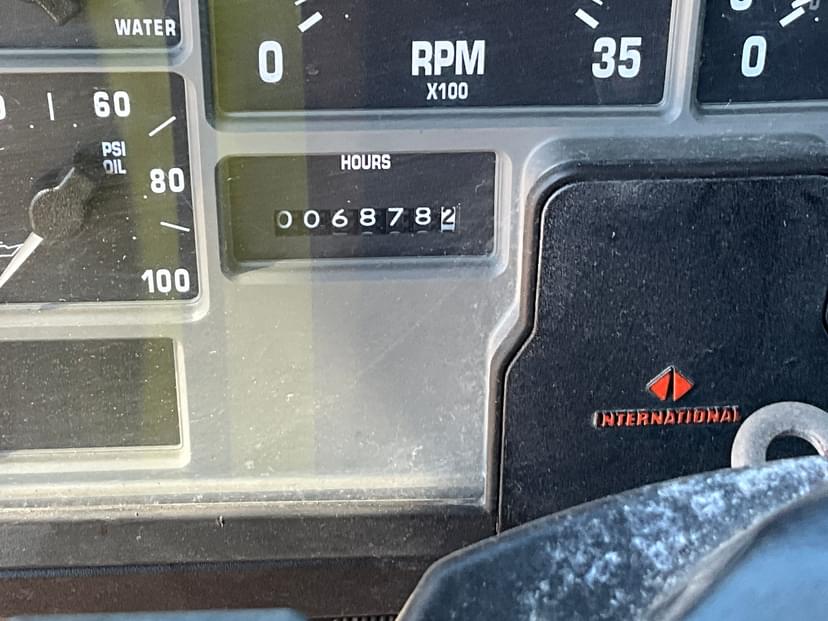 WATER
0
RPM
X100
35
0
60
PSI
OIL
80
100
HOURS
0068782
INTERNATIONAL